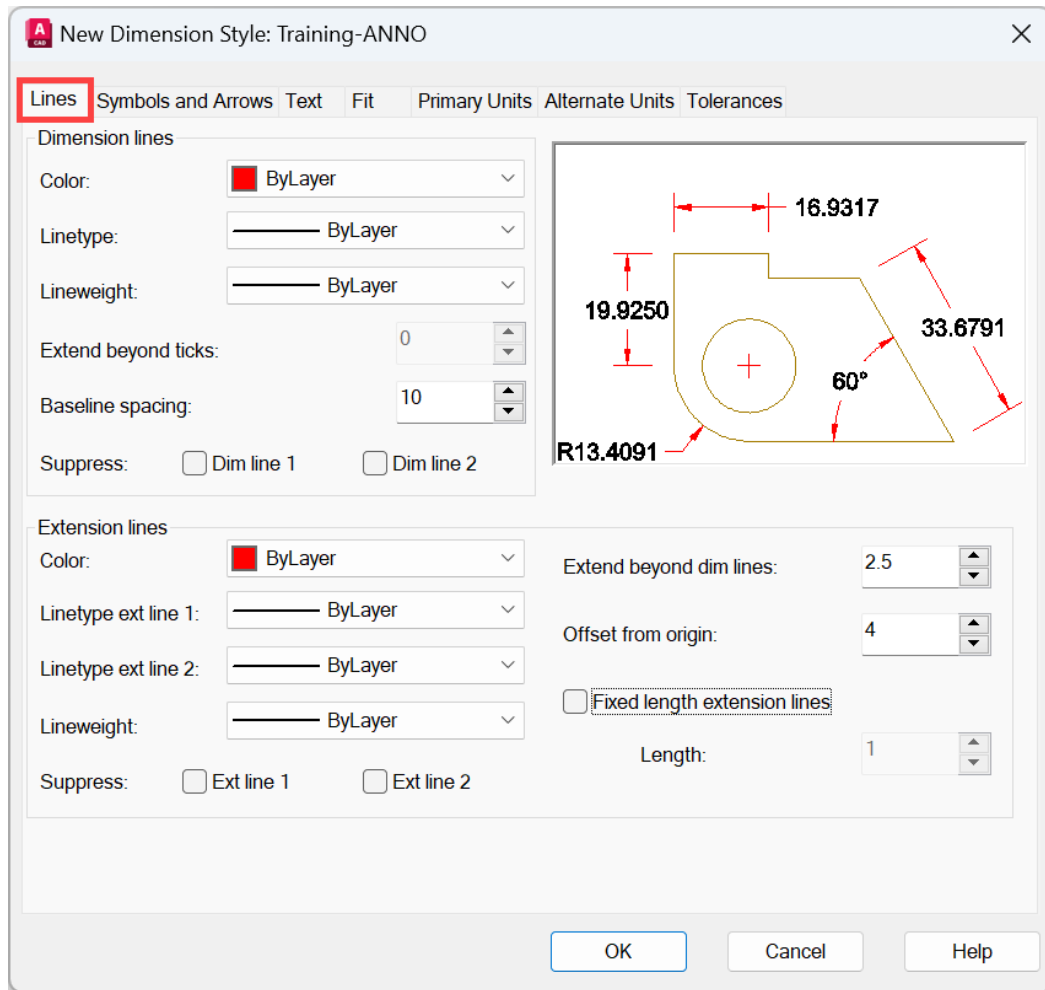 A
CAD
New Dimension Style: Training-ANNO
Lines Symbols and Arrows Text Fit Primary Units Alternate Units Tolerances
Dimension lines
Color: ByLayer
Linetype: ByLayer
Lineweight: ByLayer
Extend beyond ticks: 0
Baseline spacing: 10
Suppress: Dim line 1 Dim line 2
16.9317
19.9250
33.6791
60°
R13.4091
Extension lines
Color: ByLayer
Linetype ext line 1: ByLayer
Linetype ext line 2: ByLayer
Lineweight: ByLayer
Suppress: Ext line 1 Ext line 2
Extend beyond dim lines: 2.5
Offset from origin: 4
Fixed length extension lines
Length: 1
OK Cancel Help